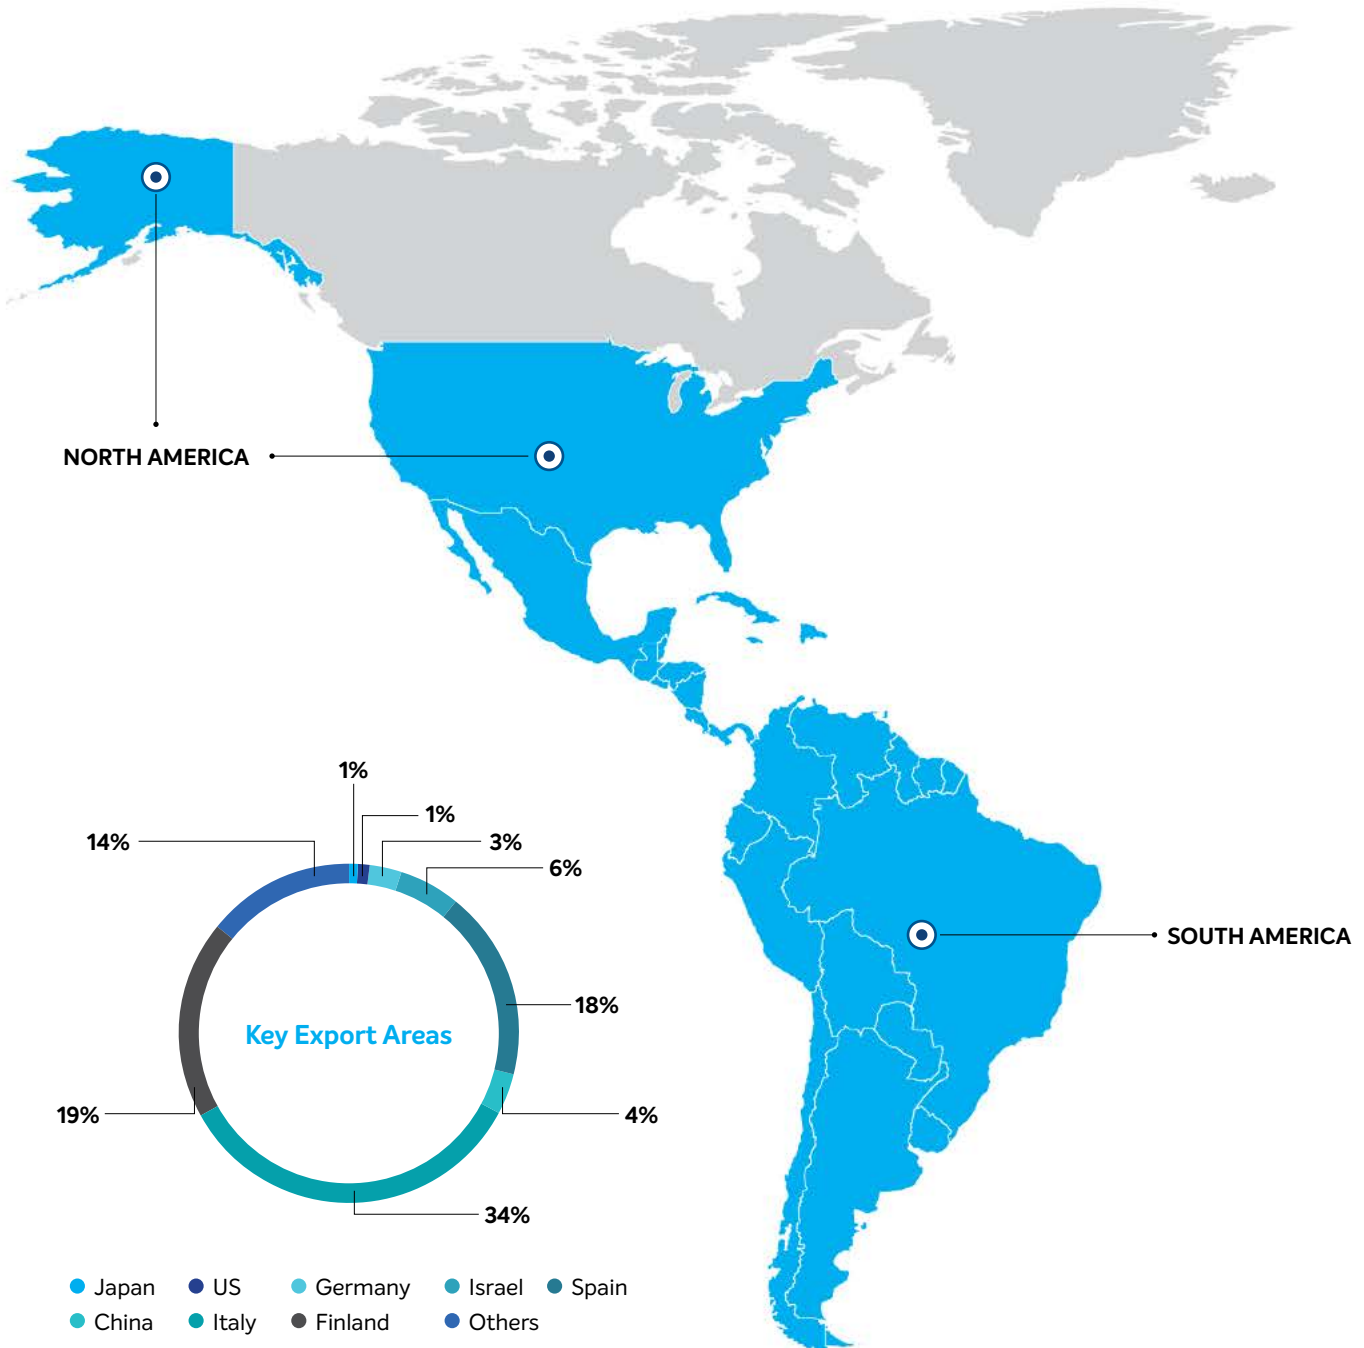 NORTH AMERICA
1%
1%
14%
3%
6%
SOUTH AMERICA
18%
Key Export Areas
19%
4%
34%
Japan US Germany Israel Spain
China Italy Finland Others